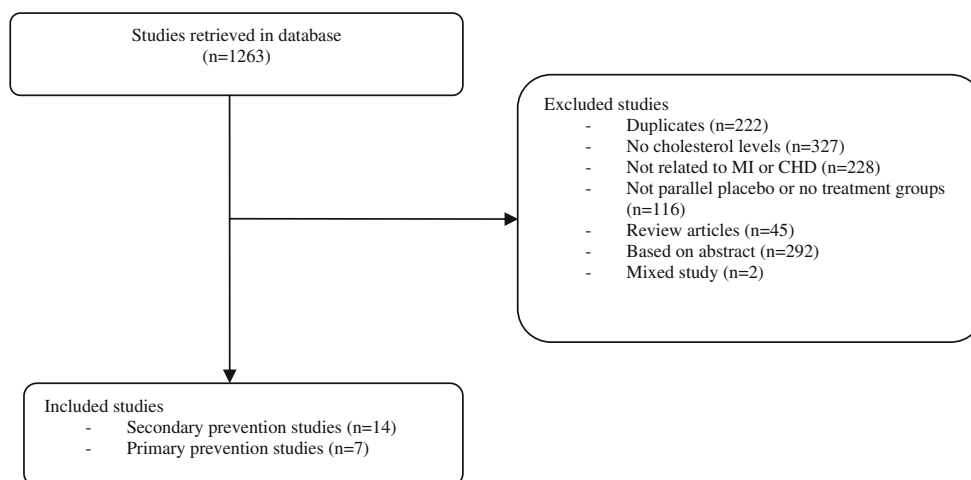 Studies retrieved in database
(n=1263)
Excluded studies
- Duplicates (n=222)
- No cholesterol levels (n=327)
- Not related to MI or CHD (n=228)
- Not parallel placebo or no treatment groups
(n=116)
- Review articles (n=45)
- Based on abstract (n=292)
- Mixed study (n=2)
Included studies
- Secondary prevention studies (n=14)
- Primary prevention studies (n=7)